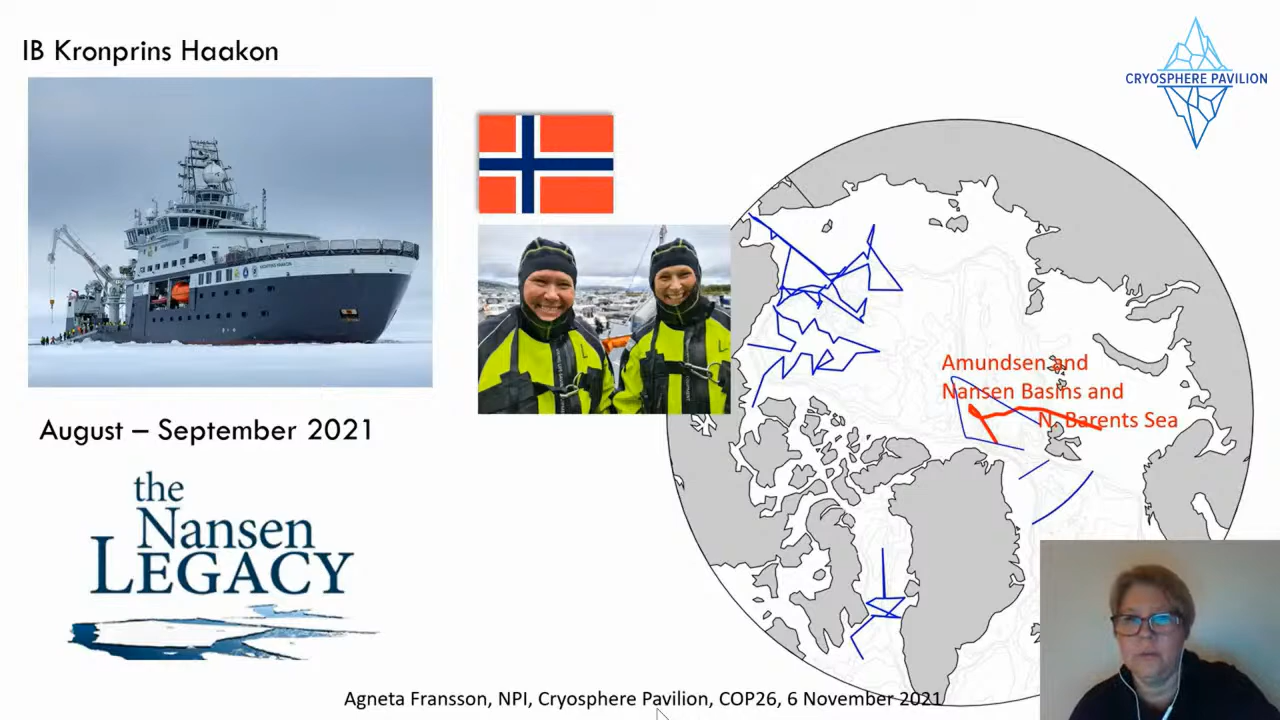 IB Kronprins Haakon
CRYOSPHERE PAVILION
Amundsen and
Nansen Basins and
N. Barents Sea
August – September 2021
the
Nansen
LEGACY
Agneta Fransson, NPI, Cryosphere Pavilion, COP26, 6 November 2021